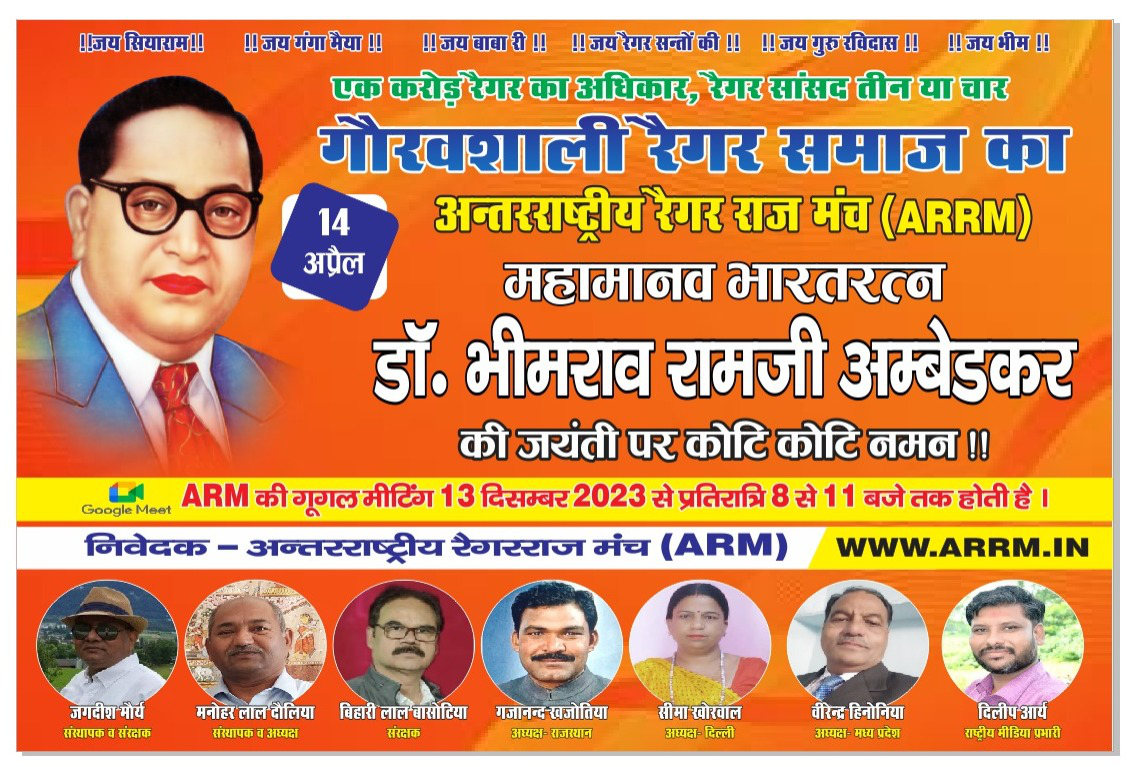 !!जय सियाराम!! !! जय गंगा मैया !! !! जय बाबा री !! !! जय रैगर सन्तों की !! !! जय गुरु रविदास !! !! जय भीम !!
एक करोड़ रैगर का अधिकार, रैगर सांसद तीन या चार
गौरवशाली रैगर समाज का
अन्तरराष्ट्रीय रैगर राज मंच (ARRM)
14
अप्रैल
महामानव भारतरत्न
डॉ. भीमराव रामजी अम्बेडकर
की जयंती पर कोटि कोटि नमन !!
Google Meet ARM की गूगल मीटिंग 13 दिसम्बर 2023 से प्रतिरात्रि 8 से 11 बजे तक होती है ।
निवेदक – अन्तरराष्ट्रीय रैगरराज मंच (ARM) WWW.ARRM.IN
जगदीश मौर्य मनोहर लाल दौलिया बिहारी लाल बासोटिया गजानन्द खजोतिया सीमा खोरवाल वीरेन्द्र हिनोनिया दिलीप आर्य
संस्थापक व संरक्षक संस्थापक व अध्यक्ष संरक्षक अध्यक्ष- राजस्थान अध्यक्ष- दिल्ली अध्यक्ष- मध्य प्रदेश राष्ट्रीय मीडिया प्रभारी